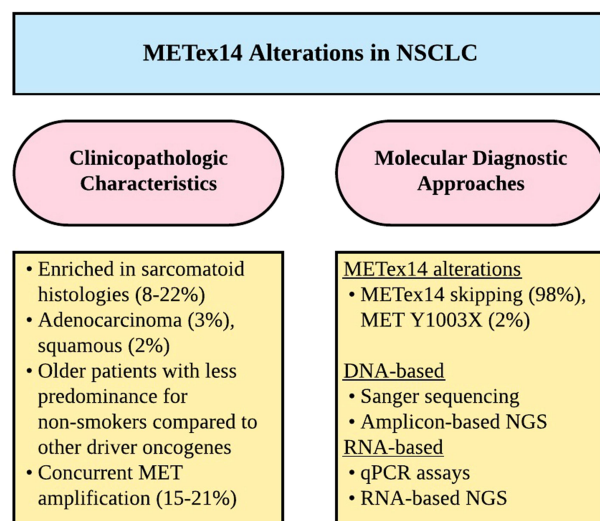 METex14 Alterations in NSCLC
Clinicopathologic
Characteristics
• Enriched in sarcomatoid
histologies (8-22%)
• Adenocarcinoma (3%),
squamous (2%)
• Older patients with less
predominance for
non-smokers compared to
other driver oncogenes
• Concurrent MET
amplification (15-21%)
Molecular Diagnostic
Approaches
METex14 alterations
• METex14 skipping (98%),
MET Y1003X (2%)
DNA-based
• Sanger sequencing
• Amplicon-based NGS
RNA-based
• qPCR assays
• RNA-based NGS